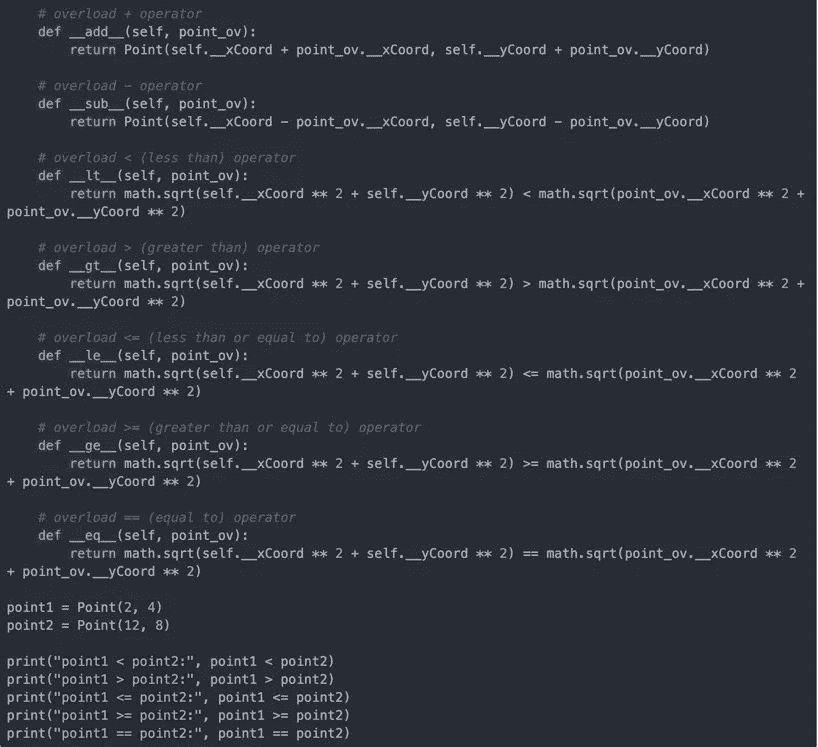 # overload + operator
    def __add__(self, point_ov):
        return Point(self.__xCoord + point_ov.__xCoord, self.__yCoord + point_ov.__yCoord)

    # overload - operator
    def __sub__(self, point_ov):
        return Point(self.__xCoord - point_ov.__xCoord, self.__yCoord - point_ov.__yCoord)

    # overload < (less than) operator
    def __lt__(self, point_ov):
        return math.sqrt(self.__xCoord ** 2 + self.__yCoord ** 2) < math.sqrt(point_ov.__xCoord ** 2 +
point_ov.__yCoord ** 2)

    # overload > (greater than) operator
    def __gt__(self, point_ov):
        return math.sqrt(self.__xCoord ** 2 + self.__yCoord ** 2) > math.sqrt(point_ov.__xCoord ** 2 +
point_ov.__yCoord ** 2)

    # overload <= (less than or equal to) operator
    def __le__(self, point_ov):
        return math.sqrt(self.__xCoord ** 2 + self.__yCoord ** 2) <= math.sqrt(point_ov.__xCoord ** 2
+ point_ov.__yCoord ** 2)

    # overload >= (greater than or equal to) operator
    def __ge__(self, point_ov):
        return math.sqrt(self.__xCoord ** 2 + self.__yCoord ** 2) >= math.sqrt(point_ov.__xCoord ** 2
+ point_ov.__yCoord ** 2)

    # overload == (equal to) operator
    def __eq__(self, point_ov):
        return math.sqrt(self.__xCoord ** 2 + self.__yCoord ** 2) == math.sqrt(point_ov.__xCoord ** 2
+ point_ov.__yCoord ** 2)

point1 = Point(2, 4)
point2 = Point(12, 8)

print("point1 < point2:", point1 < point2)
print("point1 > point2:", point1 > point2)
print("point1 <= point2:", point1 <= point2)
print("point1 >= point2:", point1 >= point2)
print("point1 == point2:", point1 == point2)